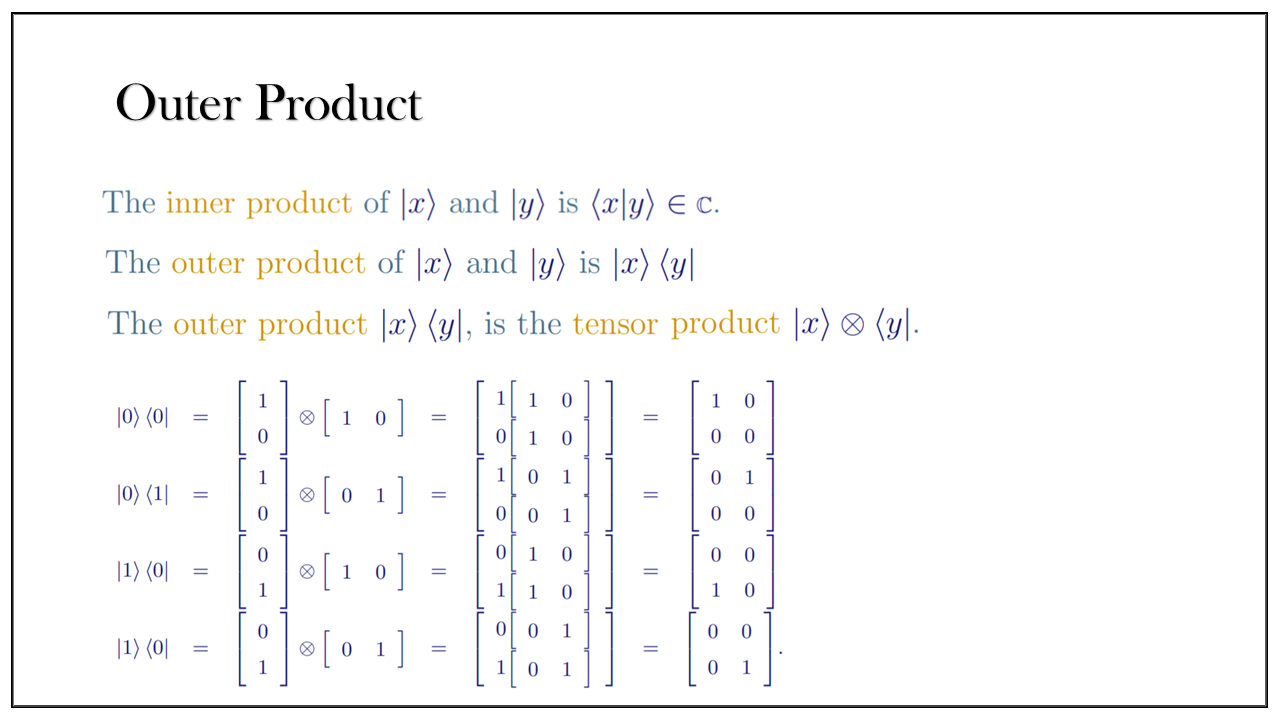 Outer Product
The inner product of |x⟩ and |y⟩ is ⟨x|y⟩ ∈ ℂ.
The outer product of |x⟩ and |y⟩ is |x⟩ ⟨y|
The outer product |x⟩ ⟨y|, is the tensor product |x⟩ ⊗ ⟨y|.
|0⟩ ⟨0| = [1 0] ⊗ [1 0] = [1[1 0] 0[1 0]] = [1 0 0 0]
|0⟩ ⟨1| = [1 0] ⊗ [0 1] = [1[0 1] 0[0 1]] = [0 1 0 0]
|1⟩ ⟨0| = [0 1] ⊗ [1 0] = [0[1 0] 1[1 0]] = [0 0 1 0]
|1⟩ ⟨0| = [0 1] ⊗ [0 1] = [0[0 1] 1[0 1]] = [0 0 0 1].